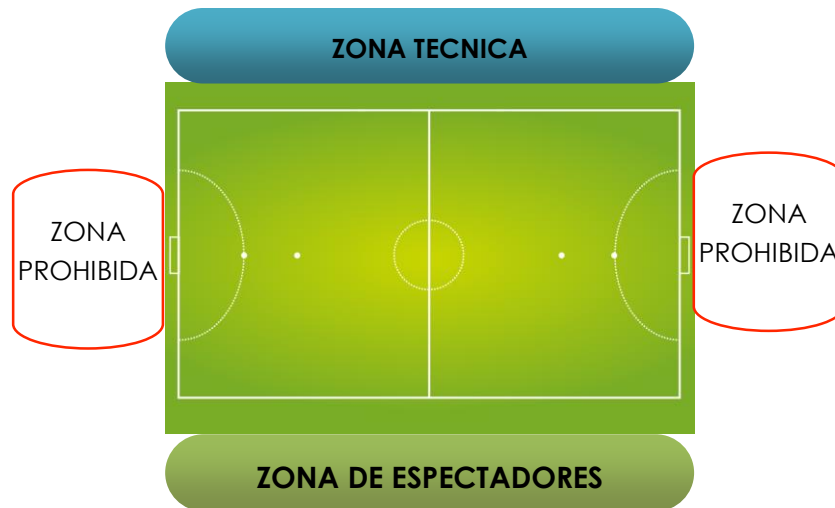 ZONA TECNICA
ZONA
PROHIBIDA
ZONA
PROHIBIDA
ZONA DE ESPECTADORES